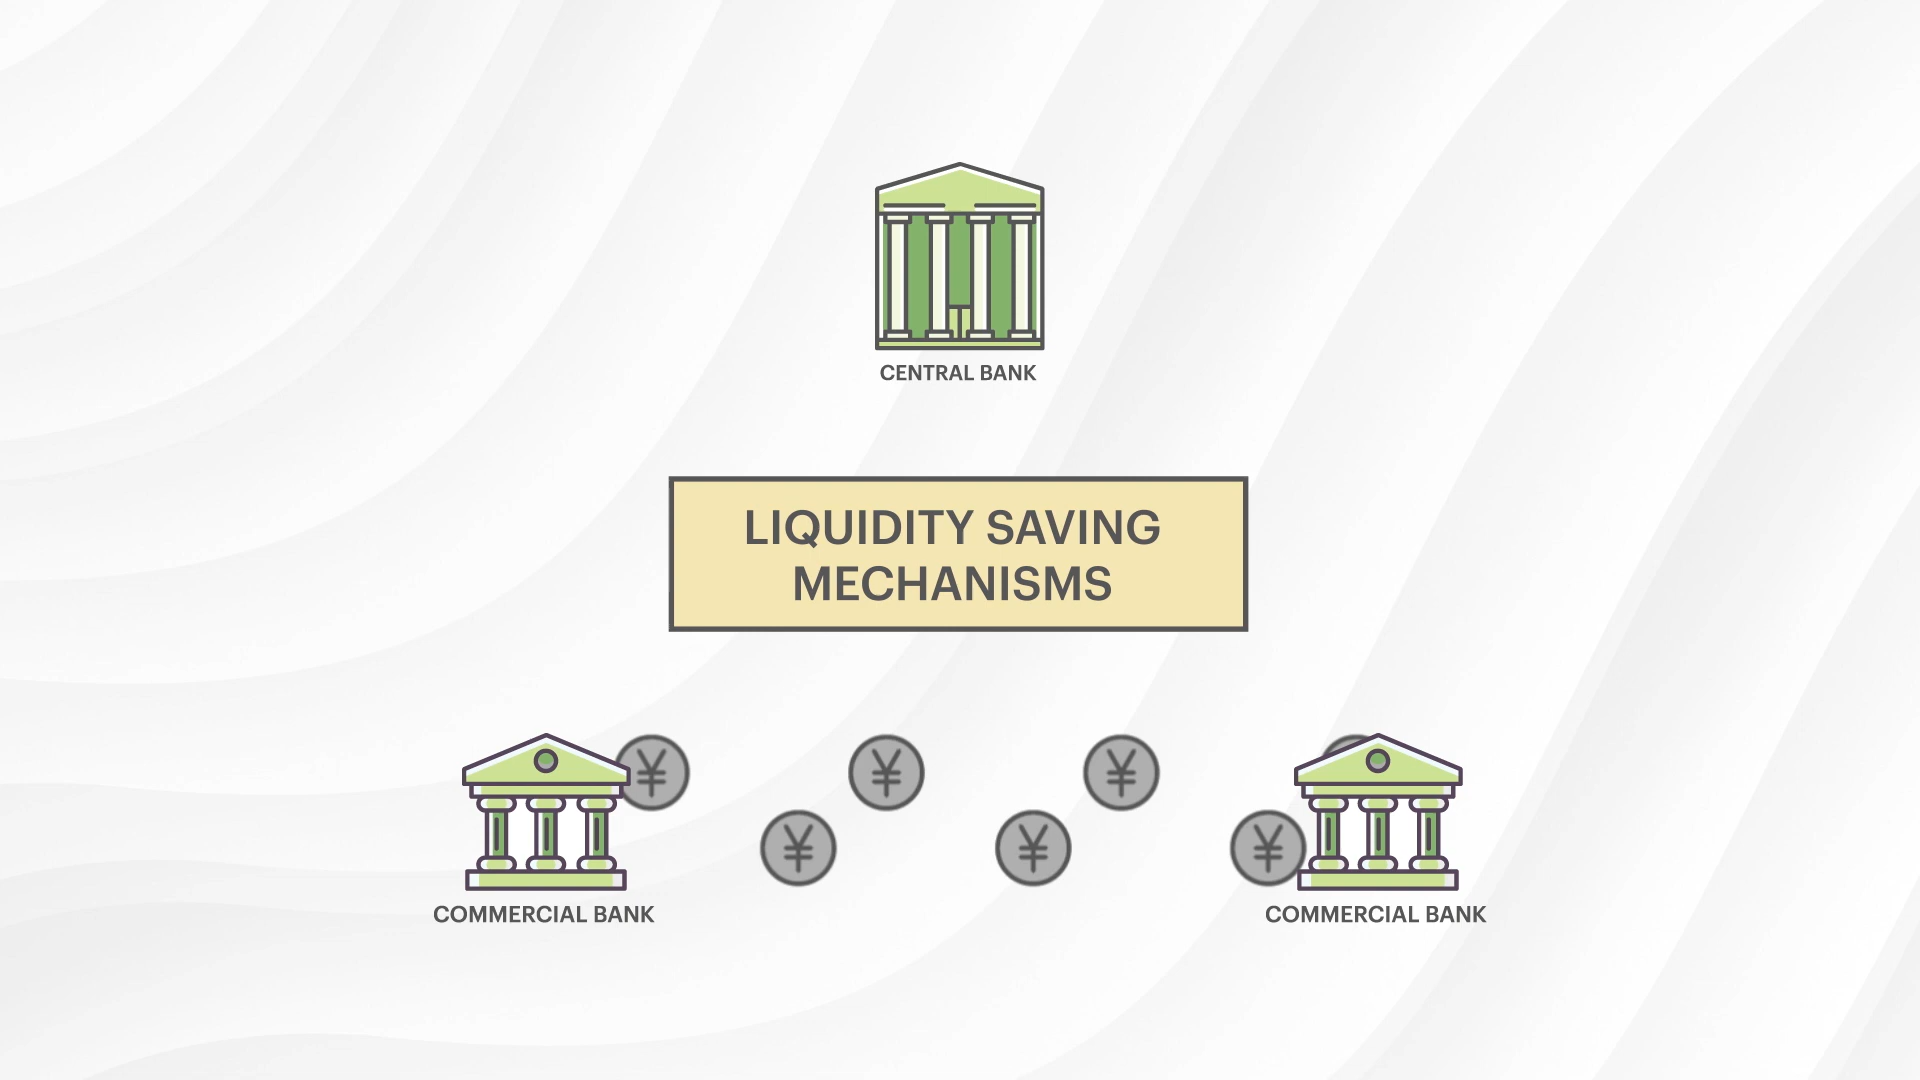 CENTRAL BANK
LIQUIDITY SAVING
MECHANISMS
¥ ¥ ¥
¥ ¥ ¥
COMMERCIAL BANK
COMMERCIAL BANK